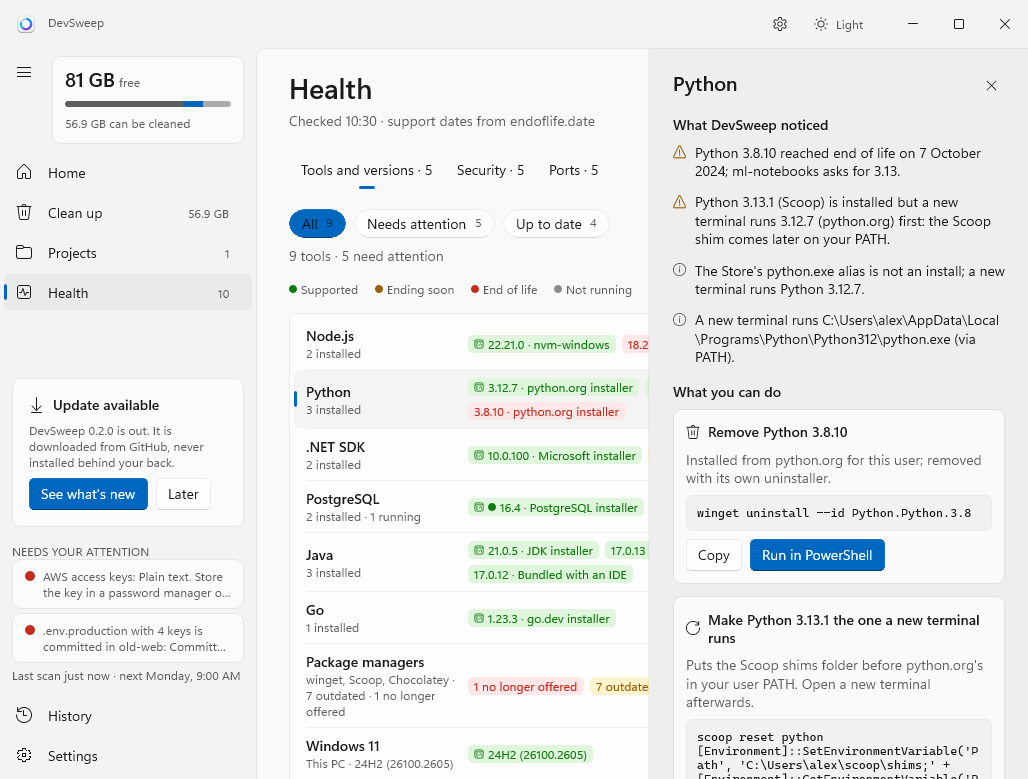 DevSweep
Light
81 GB free
56.9 GB can be cleaned
Home
Clean up 56.9 GB
Projects 1
Health 10
Update available
DevSweep 0.2.0 is out. It is
downloaded from GitHub, never
installed behind your back.
See what's new
Later
NEEDS YOUR ATTENTION
AWS access keys: Plain text. Store
the key in a password manager o...
.env.production with 4 keys is
committed in old-web: Committ...
Last scan just now · next Monday, 9:00 AM
History
Settings
Health
Checked 10:30 · support dates from endoflife.date
Tools and versions · 5 Security · 5 Ports · 5
All 9 Needs attention 5 Up to date 4
9 tools · 5 need attention
Supported Ending soon End of life Not running
Node.js
2 installed
22.21.0 · nvm-windows 18.2
Python
3 installed
3.12.7 · python.org installer
3.8.10 · python.org installer
.NET SDK
2 installed
10.0.100 · Microsoft installer
PostgreSQL
2 installed · 1 running
16.4 · PostgreSQL installer
Java
3 installed
21.0.5 · JDK installer 17.0.13
17.0.12 · Bundled with an IDE
Go
1 installed
1.23.3 · go.dev installer
Package managers
winget, Scoop, Chocolatey ·
7 outdated · 1 no longer
offered
1 no longer offered 7 outdate
Windows 11
This PC · 24H2 (26100.2605)
24H2 (26100.2605)
Python
What DevSweep noticed
Python 3.8.10 reached end of life on 7 October
2024; ml-notebooks asks for 3.13.
Python 3.13.1 (Scoop) is installed but a new
terminal runs 3.12.7 (python.org) first: the Scoop
shim comes later on your PATH.
The Store's python.exe alias is not an install; a new
terminal runs Python 3.12.7.
A new terminal runs C:\Users\alex\AppData\Local
\Programs\Python\Python312\python.exe (via
PATH).
What you can do
Remove Python 3.8.10
Installed from python.org for this user; removed
with its own uninstaller.
winget uninstall --id Python.Python.3.8
Copy
Run in PowerShell
Make Python 3.13.1 the one a new terminal
runs
Puts the Scoop shims folder before python.org's
in your user PATH. Open a new terminal
afterwards.
scoop reset python
[Environment]::SetEnvironmentVariable('P
ath', 'C:\Users\alex\scoop\shims;' +